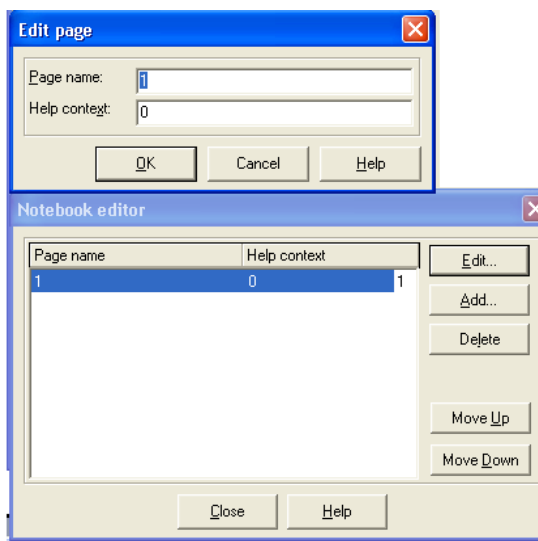 Edit page
Page name: 1
Help context: 0
OK Cancel Help
Notebook editor
Page name Help context
1 0 1
Edit...
Add...
Delete
Move Up
Move Down
Close Help